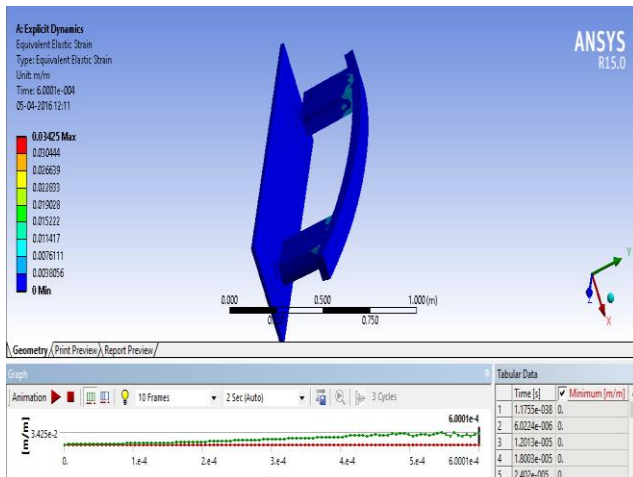 A: Explicit Dynamics
Equivalent Elastic Strain
Type: Equivalent Elastic Strain
Unit: m/m
Time: 6.0001e-004
05-04-2016 12:11
ANSYS
R15.0
0.03425 Max
0.030444
0.026639
0.022833
0.019028
0.015222
0.011417
0.0076111
0.0038056
0 Min
0.000 0.500 1.000 (m)
0.750
Y
Z
X
Geometry Print Preview Report Preview
Graph
Animation 10 Frames 2 Sec (Auto) 3 Cycles
6.0001e-4
[m/m]
3.425e-2
0. 1.e-4 2.e-4 3.e-4 4.e-4 5.e-4 6.0001e-4
Tabular Data
Time [s] Minimum [m/m]
1 1.1755e-038 0.
2 6.0224e-006 0.
3 1.2013e-005 0.
4 1.8003e-005 0.
5 2.402e-005 0.